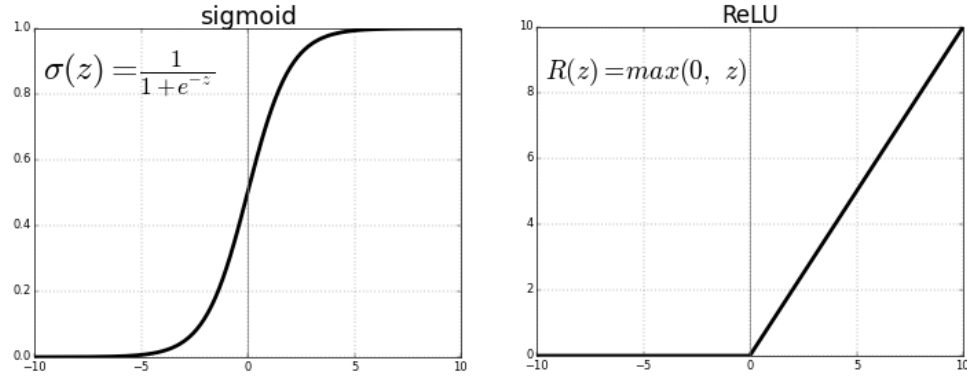 sigmoid
σ(z) = 1/(1+e^{-z})
1.0
0.8
0.6
0.4
0.2
0.0
−10 −5 0 5 10
ReLU
R(z) = max(0, z)
10
8
6
4
2
0
−10 −5 0 5 10